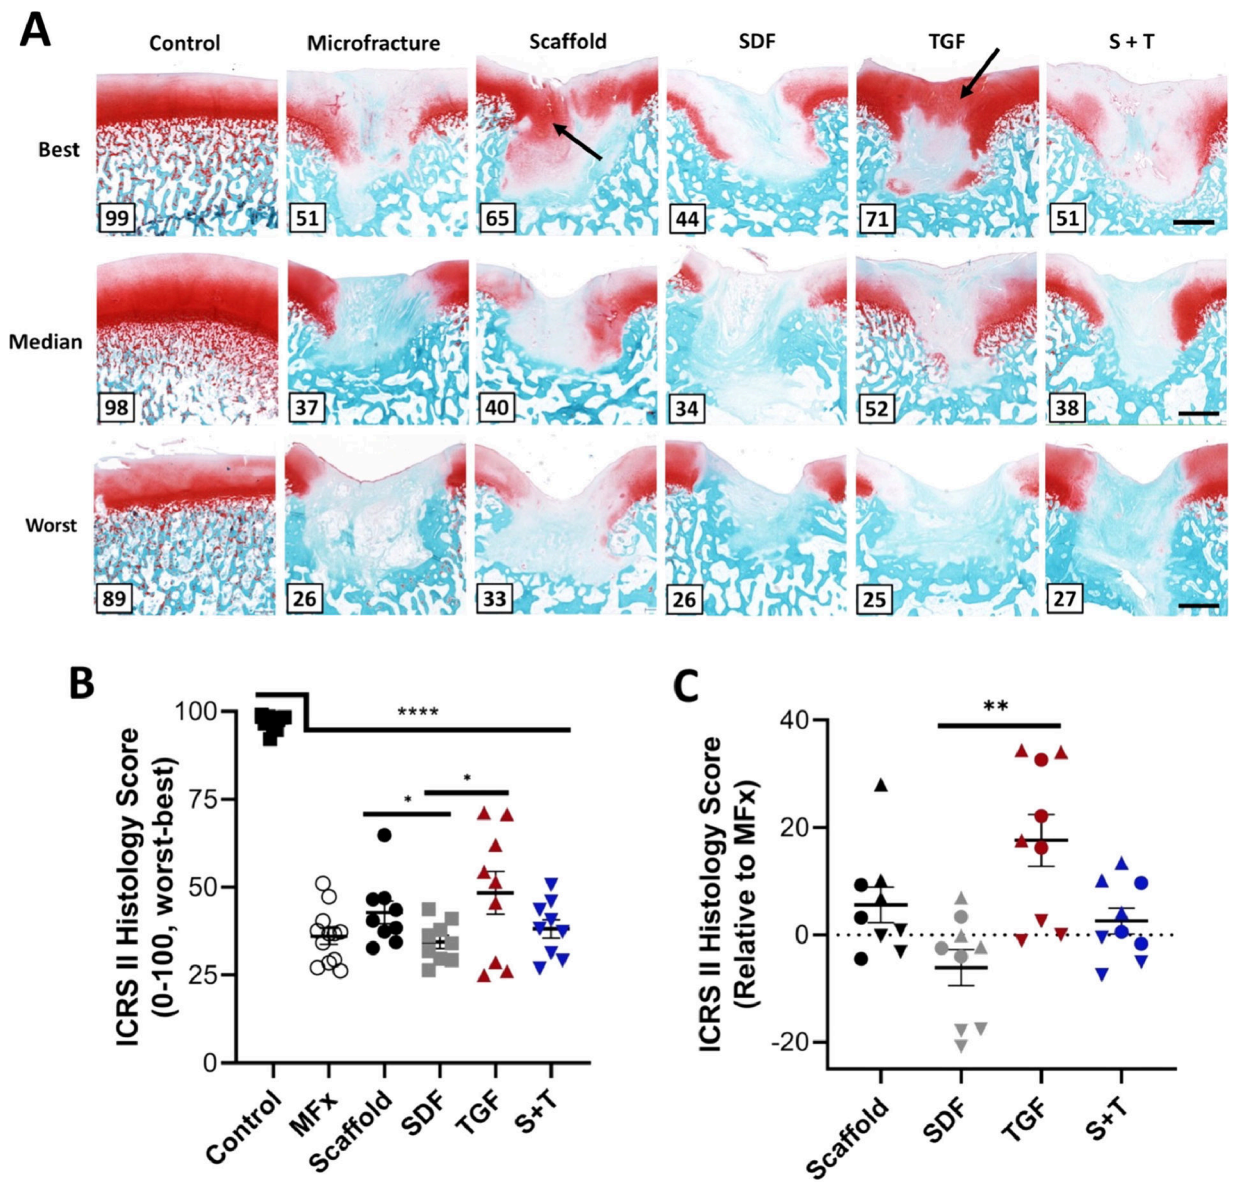 A
Control Microfracture Scaffold SDF TGF S + T
Best
99 51 65 44 71 51
Median
98 37 40 34 52 38
Worst
89 26 33 26 25 27
B
ICRS II Histology Score
(0-100, worst-best)
100
75
50
25
0
****
*
*
Control MFx Scaffold SDF TGF S+T
C
ICRS II Histology Score
(Relative to MFx)
40
20
0
-20
**
Scaffold SDF TGF S+T